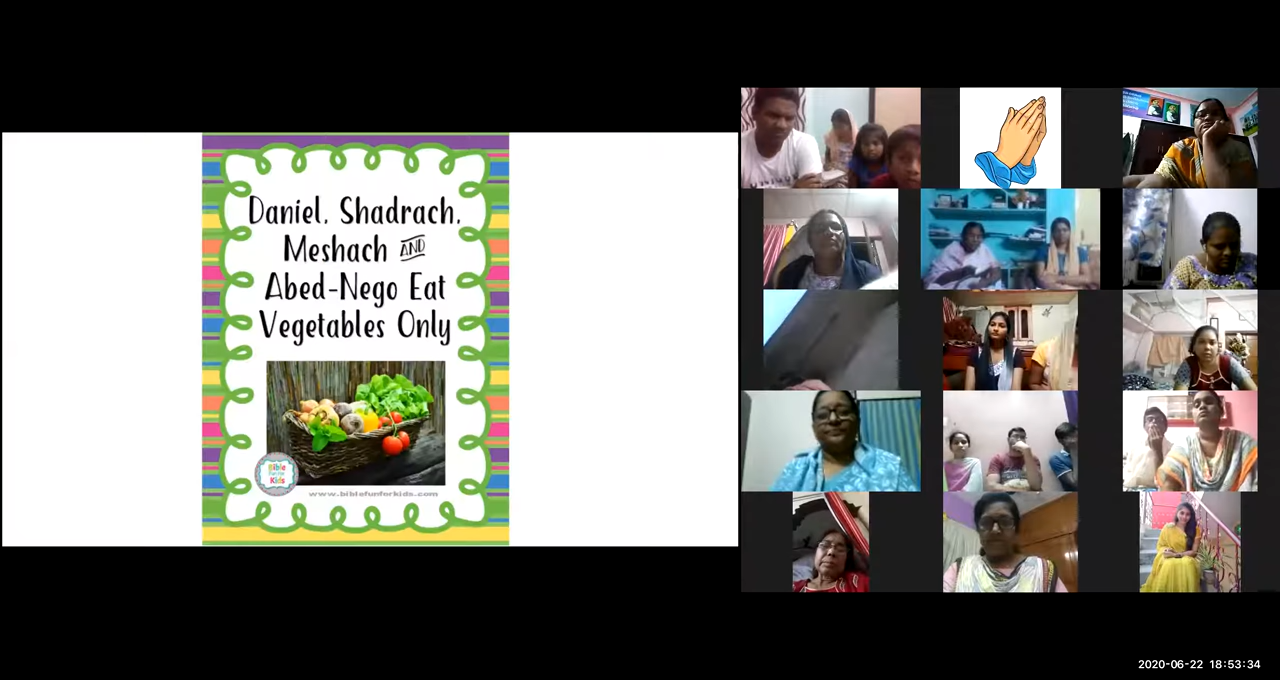 Daniel, Shadrach,
Meshach AND
Abed-Nego Eat
Vegetables Only
Bible
Fun For
Kids
www.biblefunforkids.com
2020-06-22 18:53:34